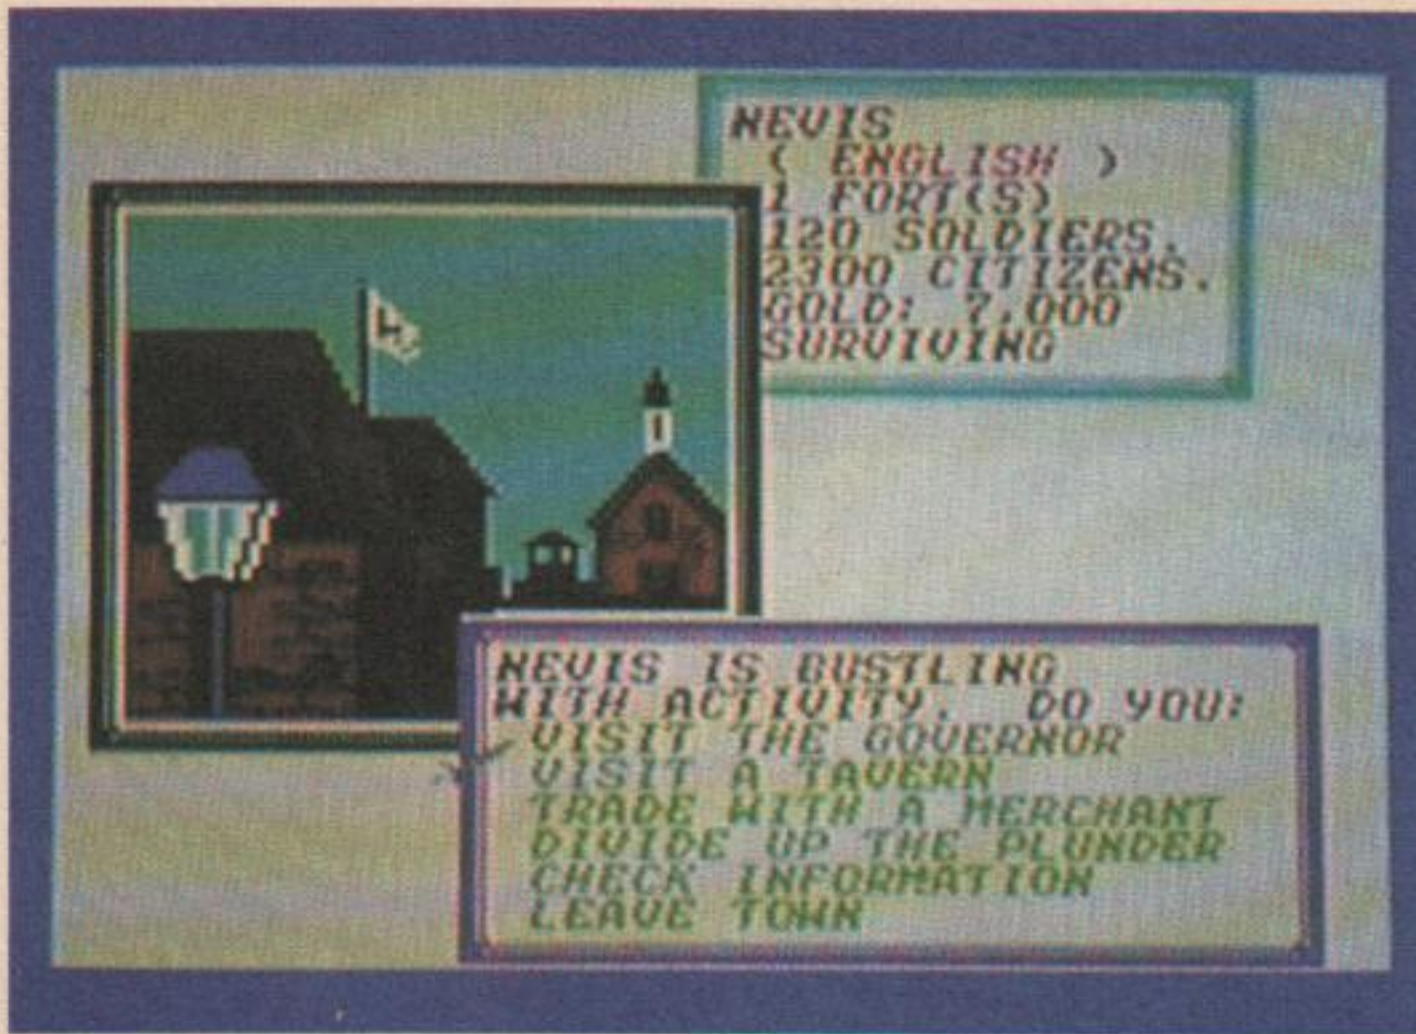 NEVIS
( ENGLISH )
1 FORT(S)
120 SOLDIERS.
2300 CITIZENS.
GOLD: 7,000
SURVIVING
NEVIS IS BUSTLING
WITH ACTIVITY. DO YOU:
VISIT THE GOVERNOR
VISIT A TAVERN
TRADE WITH A MERCHANT
DIVIDE UP THE PLUNDER
CHECK INFORMATION
LEAVE TOWN